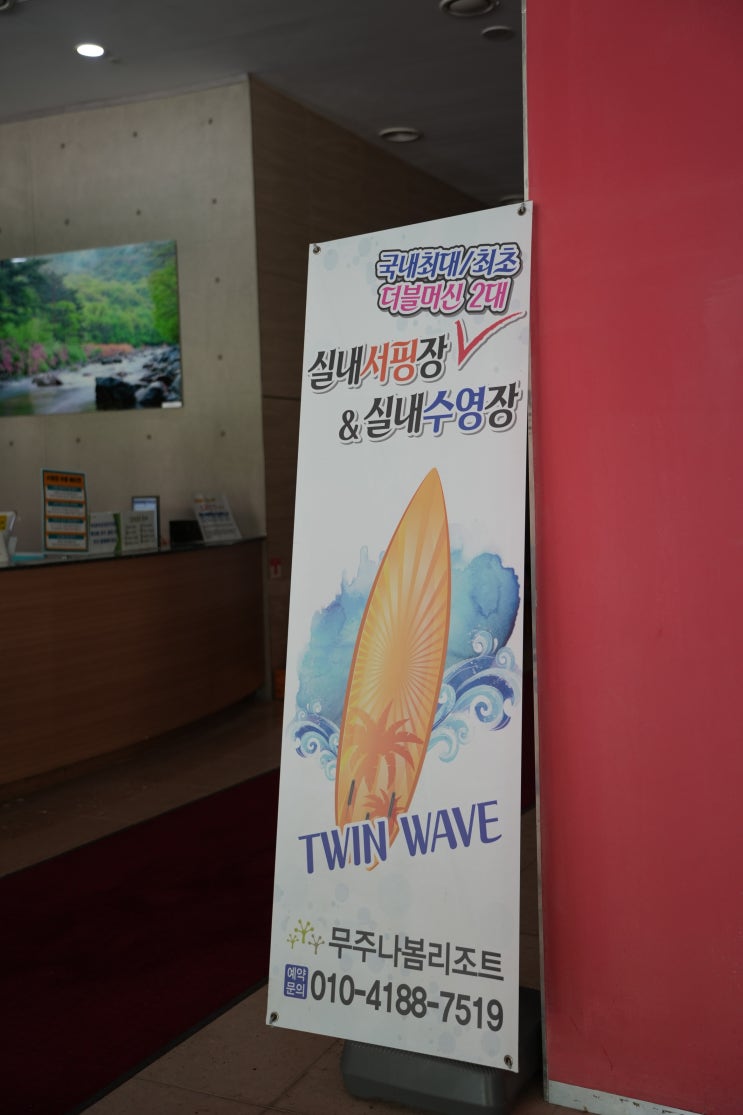 국내최대/최초
더블머신 2대
실내서핑장
& 실내수영장
TWIN WAVE
무주나봄리조트
예약
문의
010-4188-7519